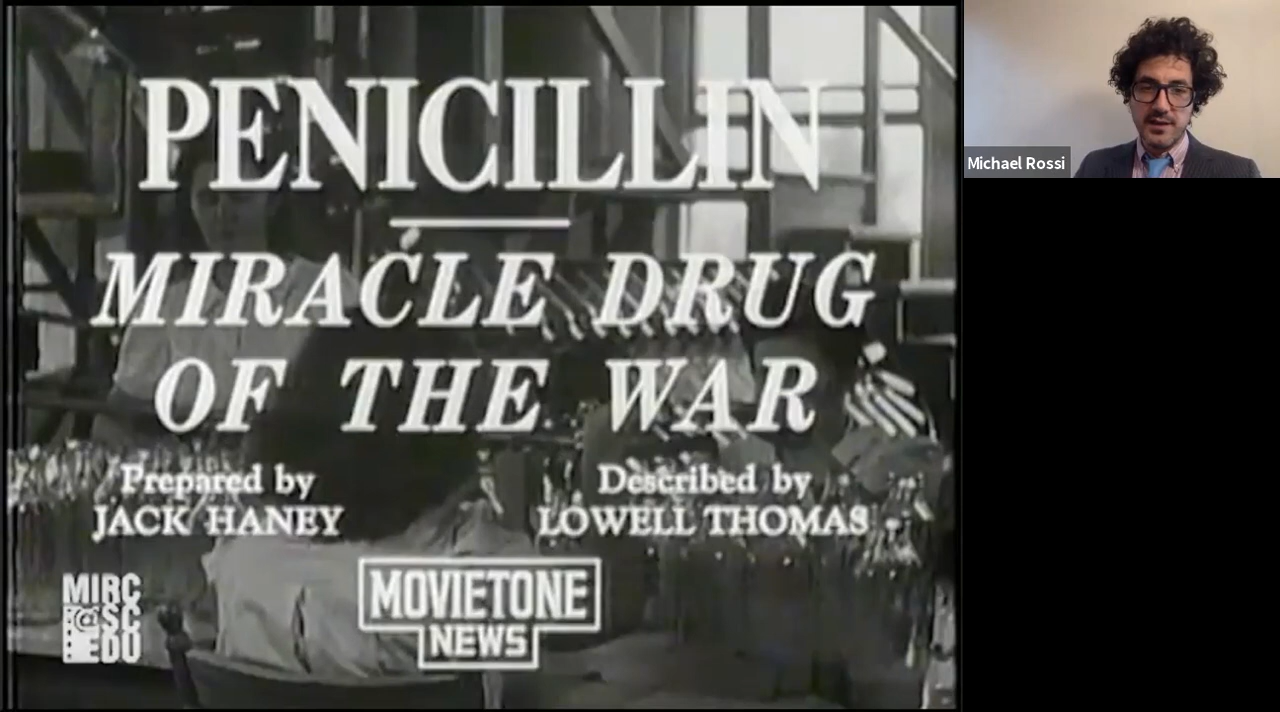 PENICILLIN
MIRACLE DRUG
OF THE WAR
Prepared by
JACK HANEY
Described by
LOWELL THOMAS
MOVIETONE
NEWS
MIRC
@SC
EDU
Michael Rossi